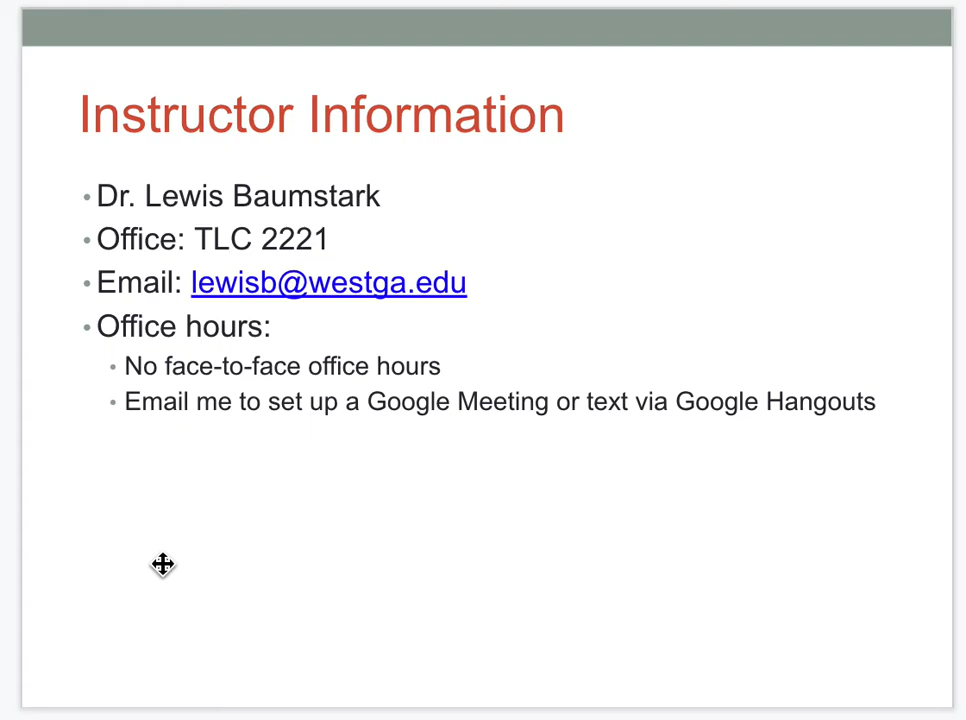 Instructor Information
• Dr. Lewis Baumstark
• Office: TLC 2221
• Email: lewisb@westga.edu
• Office hours:
• No face-to-face office hours
• Email me to set up a Google Meeting or text via Google Hangouts